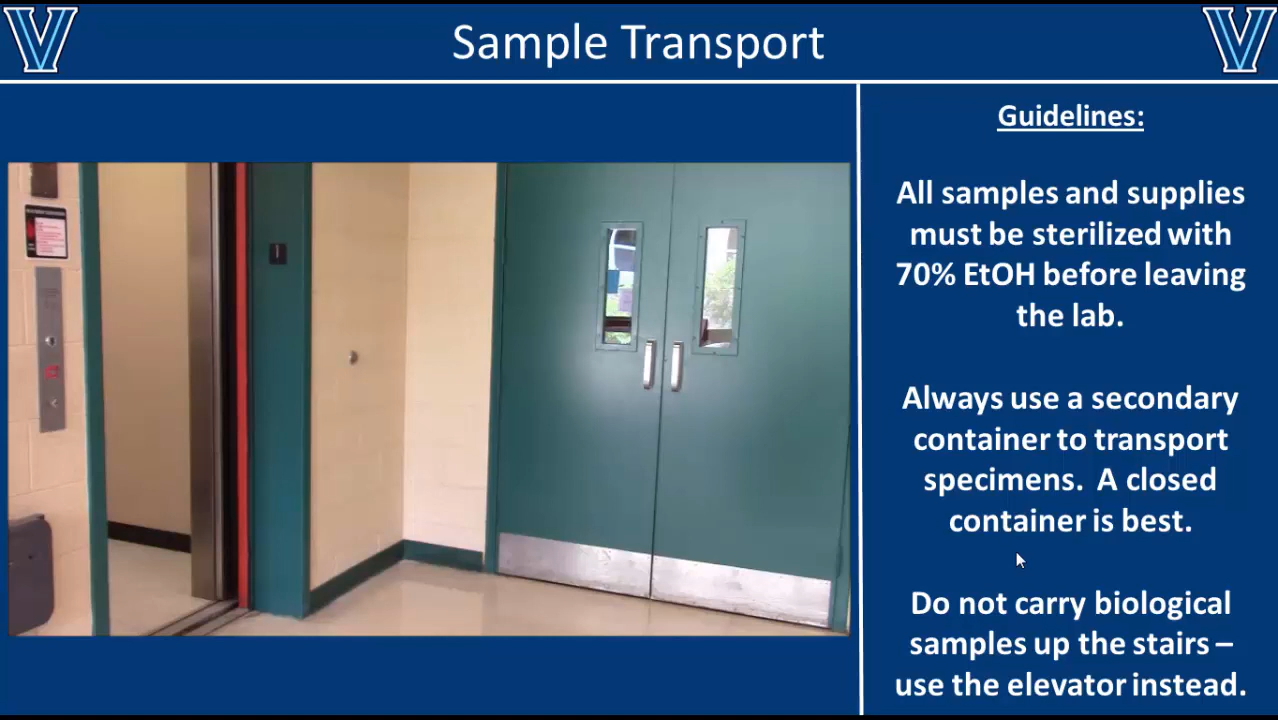 Sample Transport
Guidelines:
All samples and supplies
must be sterilized with
70% EtOH before leaving
the lab.
Always use a secondary
container to transport
specimens.  A closed
container is best.
Do not carry biological
samples up the stairs –
use the elevator instead.
V
V
1